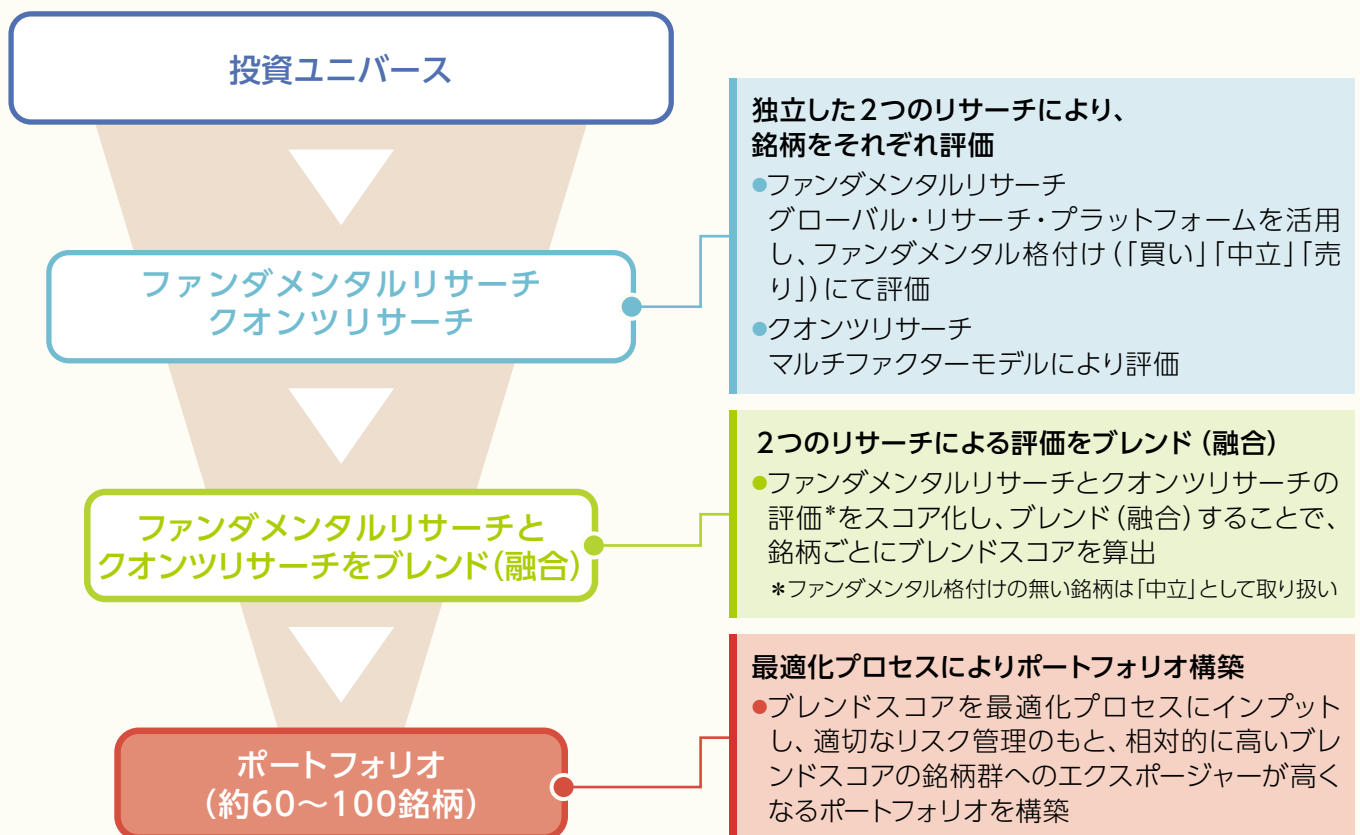 投資ユニバース
ファンダメンタルリサーチ
クオンツリサーチ
ファンダメンタルリサーチと
クオンツリサーチをブレンド(融合)
ポートフォリオ
(約60～100銘柄)
独立した2つのリサーチにより、
銘柄をそれぞれ評価
●ファンダメンタルリサーチ
グローバル・リサーチ・プラットフォームを活用
し、ファンダメンタル格付け(「買い」「中立」「売
り」)にて評価
●クオンツリサーチ
マルチファクターモデルにより評価
2つのリサーチによる評価をブレンド(融合)
●ファンダメンタルリサーチとクオンツリサーチの
評価*をスコア化し、ブレンド(融合)することで、
銘柄ごとにブレンドスコアを算出
*ファンダメンタル格付けの無い銘柄は「中立」として取り扱い
最適化プロセスによりポートフォリオ構築
●ブレンドスコアを最適化プロセスにインプット
し、適切なリスク管理のもと、相対的に高いブレ
ンドスコアの銘柄群へのエクスポージャーが高く
なるポートフォリオを構築